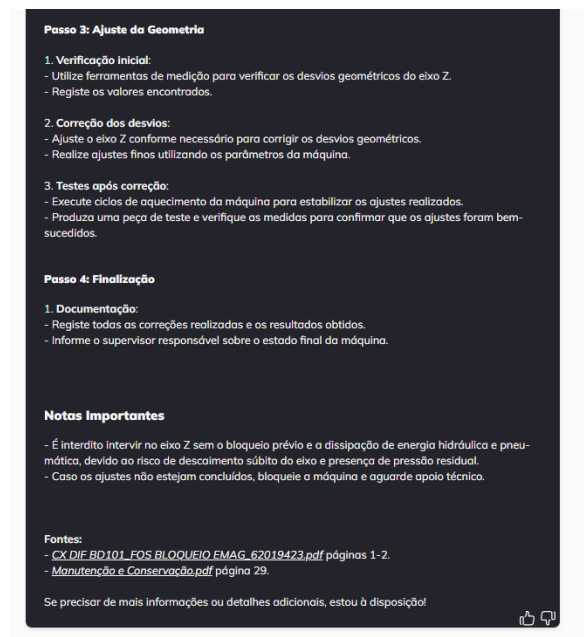 Passo 3: Ajuste da Geometria
1. Verificação inicial:
- Utilize ferramentas de medição para verificar os desvios geométricos do eixo Z.
- Registe os valores encontrados.
2. Correção dos desvios:
- Ajuste o eixo Z conforme necessário para corrigir os desvios geométricos.
- Realize ajustes finos utilizando os parâmetros da máquina.
3. Testes após correção:
- Execute ciclos de aquecimento da máquina para estabilizar os ajustes realizados.
- Produza uma peça de teste e verifique as medidas para confirmar que os ajustes foram bem-
sucedidos.
Passo 4: Finalização
1. Documentação:
- Registe todas as correções realizadas e os resultados obtidos.
- Informe o supervisor responsável sobre o estado final da máquina.
Notas Importantes
- É interdito intervir no eixo Z sem o bloqueio prévio e a dissipação de energia hidráulica e pneu-
mática, devido ao risco de descaimento súbito do eixo e presença de pressão residual.
- Caso os ajustes não estejam concluídos, bloqueie a máquina e aguarde apoio técnico.
Fontes:
- CX DIF BD101_FOS BLOQUEIO EMAG_62019423.pdf páginas 1-2.
- Manutenção e Conservação.pdf página 29.
Se precisar de mais informações ou detalhes adicionais, estou à disposição!